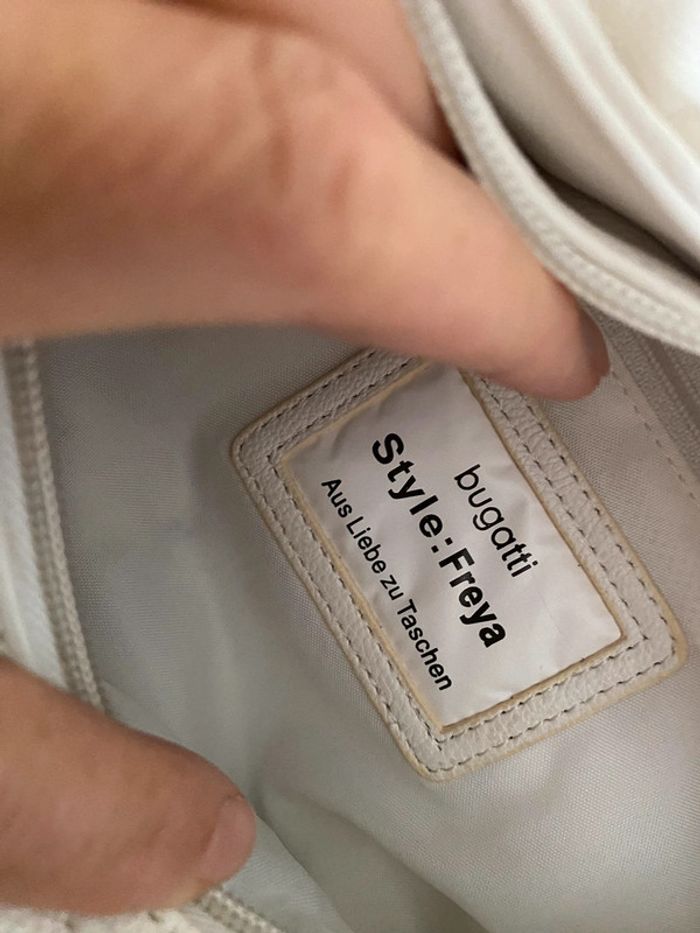 bugatti
Style: Freya
Aus Liebe zu Taschen